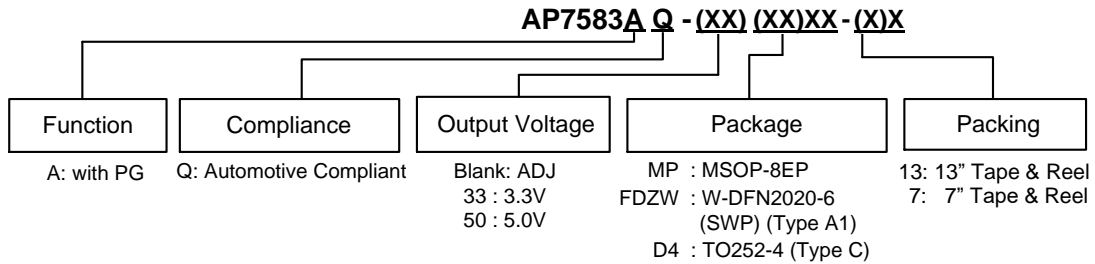 AP7583A Q - (XX) (XX)XX - (X)X
Function
Compliance
Output Voltage
Package
Packing
A: with PG
Q: Automotive Compliant
Blank: ADJ
33 : 3.3V
50 : 5.0V
MP : MSOP-8EP
FDZW : W-DFN2020-6
(SWP) (Type A1)
D4 : TO252-4 (Type C)
13: 13” Tape & Reel
7: 7” Tape & Reel